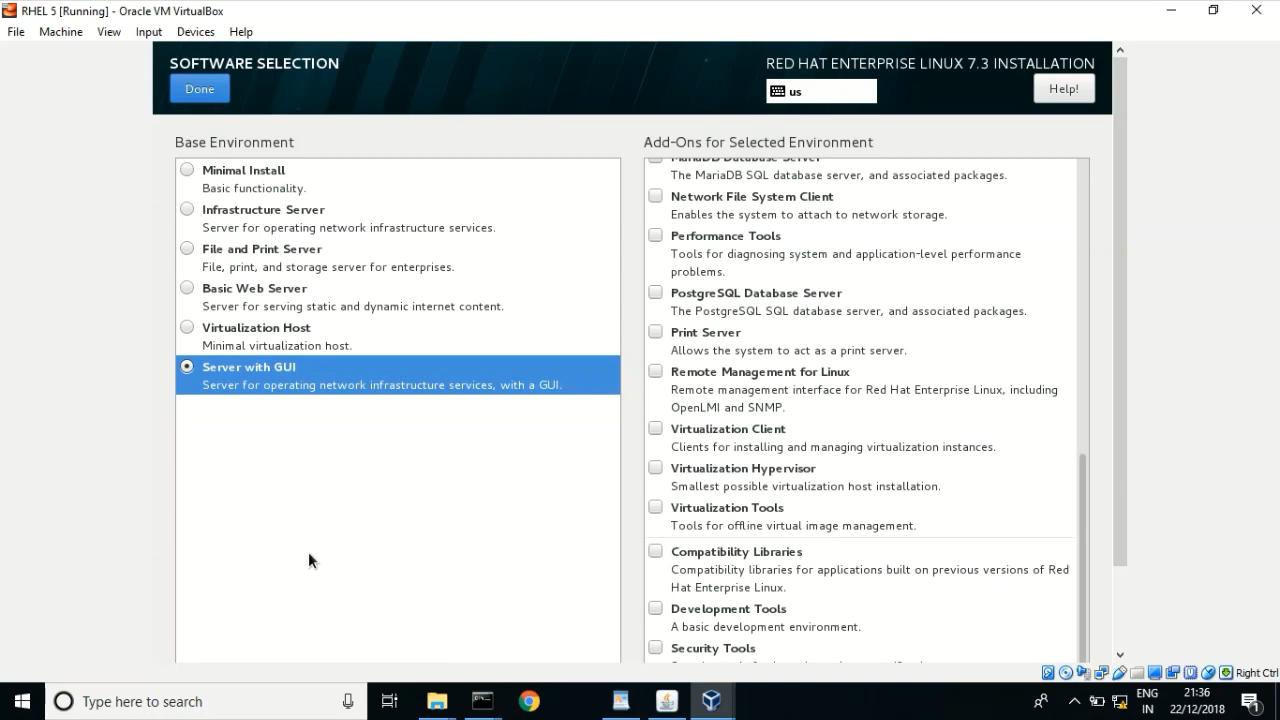 RHEL 5 [Running] - Oracle VM VirtualBox
File Machine View Input Devices Help
SOFTWARE SELECTION
RED HAT ENTERPRISE LINUX 7.3 INSTALLATION
Done
us
Help!
Base Environment
Minimal Install
Basic functionality.
Infrastructure Server
Server for operating network infrastructure services.
File and Print Server
File, print, and storage server for enterprises.
Basic Web Server
Server for serving static and dynamic internet content.
Virtualization Host
Minimal virtualization host.
Server with GUI
Server for operating network infrastructure services, with a GUI.
Add-Ons for Selected Environment
MariaDB Database Server
The MariaDB SQL database server, and associated packages.
Network File System Client
Enables the system to attach to network storage.
Performance Tools
Tools for diagnosing system and application-level performance
problems.
PostgreSQL Database Server
The PostgreSQL SQL database server, and associated packages.
Print Server
Allows the system to act as a print server.
Remote Management for Linux
Remote management interface for Red Hat Enterprise Linux, including
OpenLMI and SNMP.
Virtualization Client
Clients for installing and managing virtualization instances.
Virtualization Hypervisor
Smallest possible virtualization host installation.
Virtualization Tools
Tools for offline virtual image management.
Compatibility Libraries
Compatibility libraries for applications built on previous versions of Red
Hat Enterprise Linux.
Development Tools
A basic development environment.
Security Tools
Right Ctrl
Type here to search
ENG
IN
21:36
22/12/2018
1